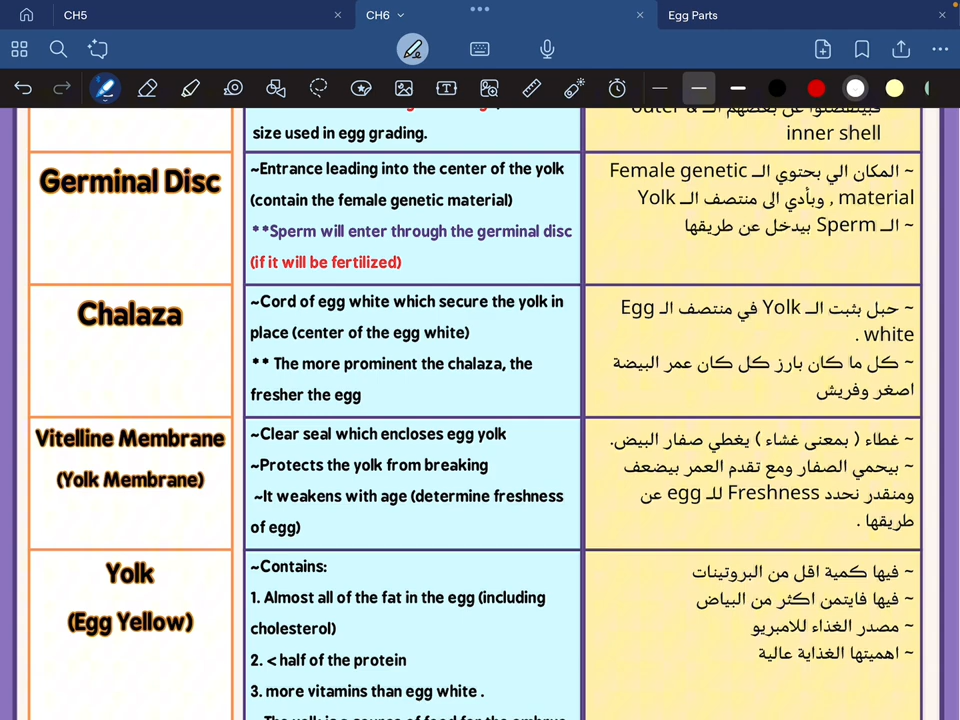 CH5
CH6
Egg Parts
size used in egg grading.
inner shell
Germinal Disc
~Entrance leading into the center of the yolk
(contain the female genetic material)
**Sperm will enter through the germinal disc
(if it will be fertilized)
~ المكان الي بحتوي الـ Female genetic
material , وبأدي الى منتصف الـ Yolk
~ الـ Sperm بيدخل عن طريقها
Chalaza
~Cord of egg white which secure the yolk in
place (center of the egg white)
** The more prominent the chalaza, the
fresher the egg
~ حبل بثبت الـ Yolk في منتصف الـ Egg
white .
~ كل ما كان بارز كل كان عمر البيضة
اصغر وفريش
Vitelline Membrane
(Yolk Membrane)
~Clear seal which encloses egg yolk
~Protects the yolk from breaking
~It weakens with age (determine freshness
of egg)
~ غطاء ( بمعنى غشاء ) يغطي صفار البيض.
~ بيحمي الصفار ومع تقدم العمر بيضعف
ومنقدر نحدد Freshness للـ egg عن
طريقها .
Yolk
(Egg Yellow)
~Contains:
1. Almost all of the fat in the egg (including
cholesterol)
2. < half of the protein
3. more vitamins than egg white .
~ فيها كمية اقل من البروتينات
~ فيها فايتمن اكثر من البياض
~ مصدر الغذاء للامبريو
~ اهميتها الغذاية عالية